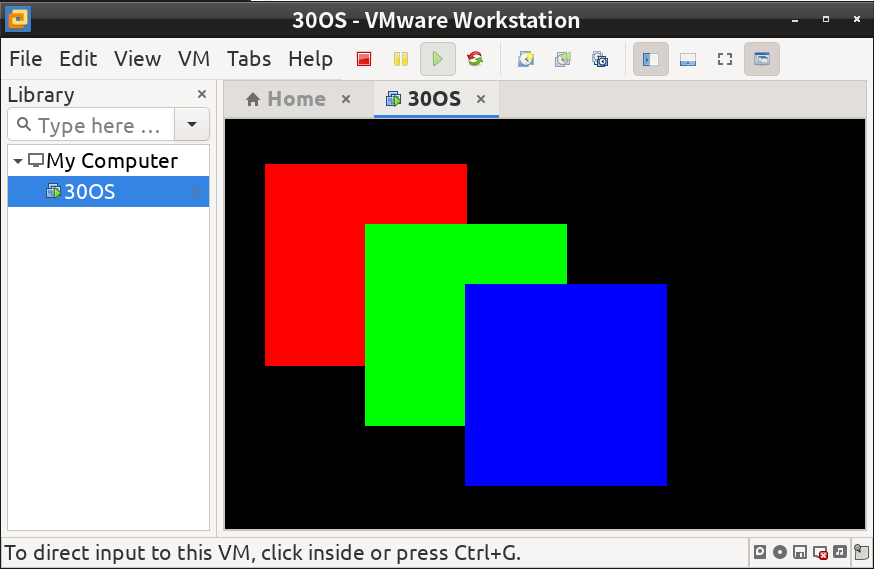 30OS - VMware Workstation
File Edit View VM Tabs Help
Library
Type here ...
My Computer
30OS
Home
30OS
To direct input to this VM, click inside or press Ctrl+G.